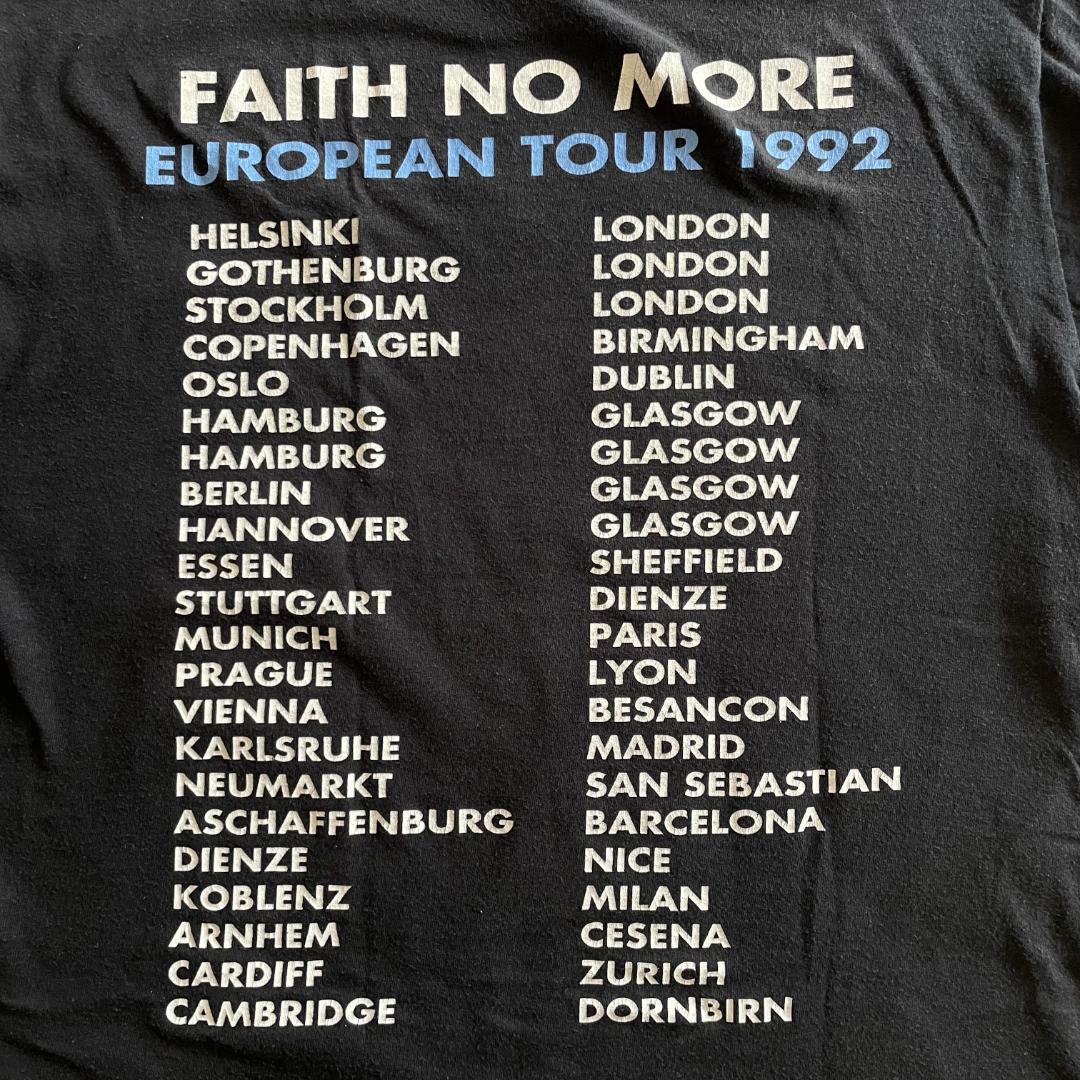 FAITH NO MORE
EUROPEAN TOUR 1992
HELSINKI
GOTHENBURG
STOCKHOLM
COPENHAGEN
OSLO
HAMBURG
HAMBURG
BERLIN
HANNOVER
ESSEN
STUTTGART
MUNICH
PRAGUE
VIENNA
KARLSRUHE
NEUMARKT
ASCHAFFENBURG
DIENZE
KOBLENZ
ARNHEM
CARDIFF
CAMBRIDGE
LONDON
LONDON
LONDON
BIRMINGHAM
DUBLIN
GLASGOW
GLASGOW
GLASGOW
GLASGOW
SHEFFIELD
DIENZE
PARIS
LYON
BESANCON
MADRID
SAN SEBASTIAN
BARCELONA
NICE
MILAN
CESENA
ZURICH
DORNBIRN